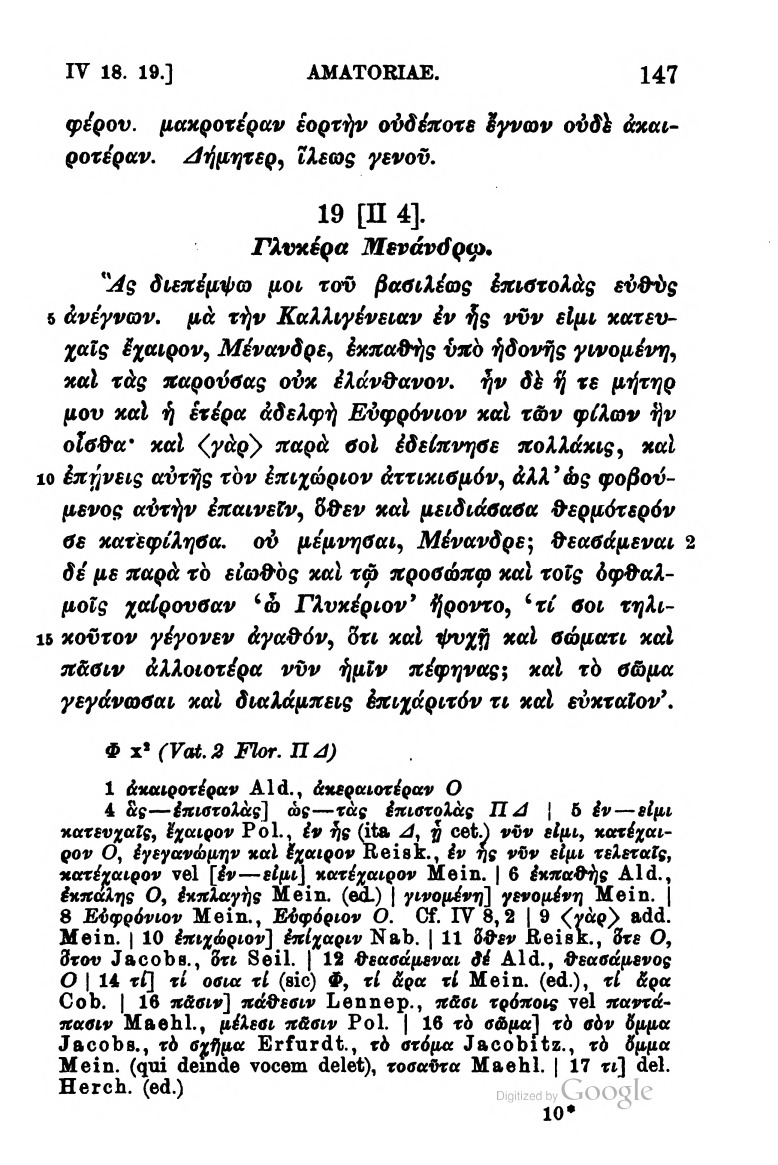 IV 18. 19.] AMATORIAE. 147
φέρου. μακροτέραν ἑορτὴν οὐδέποτε ἔγνων οὐδὲ ἀκαι-
ροτέραν. Δήμητερ, ἵλεως γενοῦ.
19 [II 4].
Γλυκέρα Μενάνδρῳ.
Ἃς διεπέμψω μοι τοῦ βασιλέως ἐπιστολὰς εὐθὺς
5 ἀνέγνων. μὰ τὴν Καλλιγένειαν ἐν ἧς νῦν εἰμι κατευ-
χαῖς ἔχαιρον, Μένανδρε, ἐκπαθὴς ὑπὸ ἡδονῆς γινομένη,
καὶ τὰς παρούσας οὐκ ἐλάνθανον. ἦν δὲ ἥ τε μήτηρ
μου καὶ ἡ ἑτέρα ἀδελφὴ Εὐφρόνιον καὶ τῶν φίλων ἣν
οἶσθα· καὶ ⟨γὰρ⟩ παρὰ σοὶ ἐδείπνησε πολλάκις, καὶ
10 ἐπῄνεις αὐτῆς τὸν ἐπιχώριον ἀττικισμόν, ἀλλ’ ὡς φοβού-
μενος αὐτὴν ἐπαινεῖν, ὅθεν καὶ μειδιάσασα θερμότερόν
σε κατεφίλησα. οὐ μέμνησαι, Μένανδρε; θεασάμεναι 2
δέ με παρὰ τὸ εἰωθὸς καὶ τῷ προσώπῳ καὶ τοῖς ὀφθαλ-
μοῖς χαίρουσαν ‘ὦ Γλυκέριον’ ἤροντο, ‘τί σοι τηλι-
15 κοῦτον γέγονεν ἀγαθόν, ὅτι καὶ ψυχῇ καὶ σώματι καὶ
πᾶσιν ἀλλοιοτέρα νῦν ἡμῖν πέφηνας; καὶ τὸ σῶμα
γεγάνωσαι καὶ διαλάμπεις ἐπιχάριτόν τι καὶ εὐκταῖον’.
Φ x² (Vat. 2 Flor. Π Δ)
1 ἀκαιροτέραν Ald., ἀκεραιοτέραν O
4 ἃς—ἐπιστολὰς] ὡς—τὰς ἐπιστολὰς Π Δ | 5 ἐν—εἰμι
κατευχαῖς, ἔχαιρον Pol., ἐν ἧς (ita Δ, ᾗ cet.) νῦν εἰμι, κατέχαι-
ρον O, ἐγεγανώμην καὶ ἔχαιρον Reisk., ἐν ἧς νῦν εἰμι τελεταῖς,
κατέχαιρον vel [ἐν—εἰμι] κατέχαιρον Mein. | 6 ἐκπαθὴς Ald.,
ἐκπάλης O, ἐκπλαγὴς Mein. (ed.) | γινομένη] γενομένη Mein. |
8 Εὐφρόνιον Mein., Εὐφόριον O. Cf. IV 8, 2 | 9 ⟨γὰρ⟩ add.
Mein. | 10 ἐπιχώριον] ἐπίχαριν Nab. | 11 ὅθεν Reisk., ὅτε O,
ὅτου Jacobs., ὅτι Seil. | 12 θεασάμεναι δέ Ald., θεασάμενος
O | 14 τί] τί οσια τί (sic) Φ, τί ἄρα τί Mein. (ed.), τί ἄρα
Cob. | 16 πᾶσιν] πάθεσιν Lennep., πᾶσι τρόποις vel παντά-
πασιν Maehl., μέλεσι πᾶσιν Pol. | 16 τὸ σῶμα] τὸ σὸν ὄμμα
Jacobs., τὸ σχῆμα Erfurdt., τὸ στόμα Jacobitz., τὸ ὄμμα
Mein. (qui deinde vocem delet), τοσαῦτα Maehl. | 17 τι] del.
Herch. (ed.)
Digitized by Google
10*